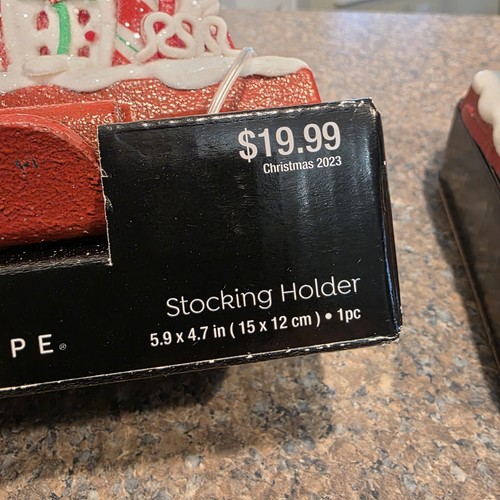 $19.99
Christmas 2023
Stocking Holder
5.9 x 4.7 in ( 15 x 12 cm ) • 1pc
PE®